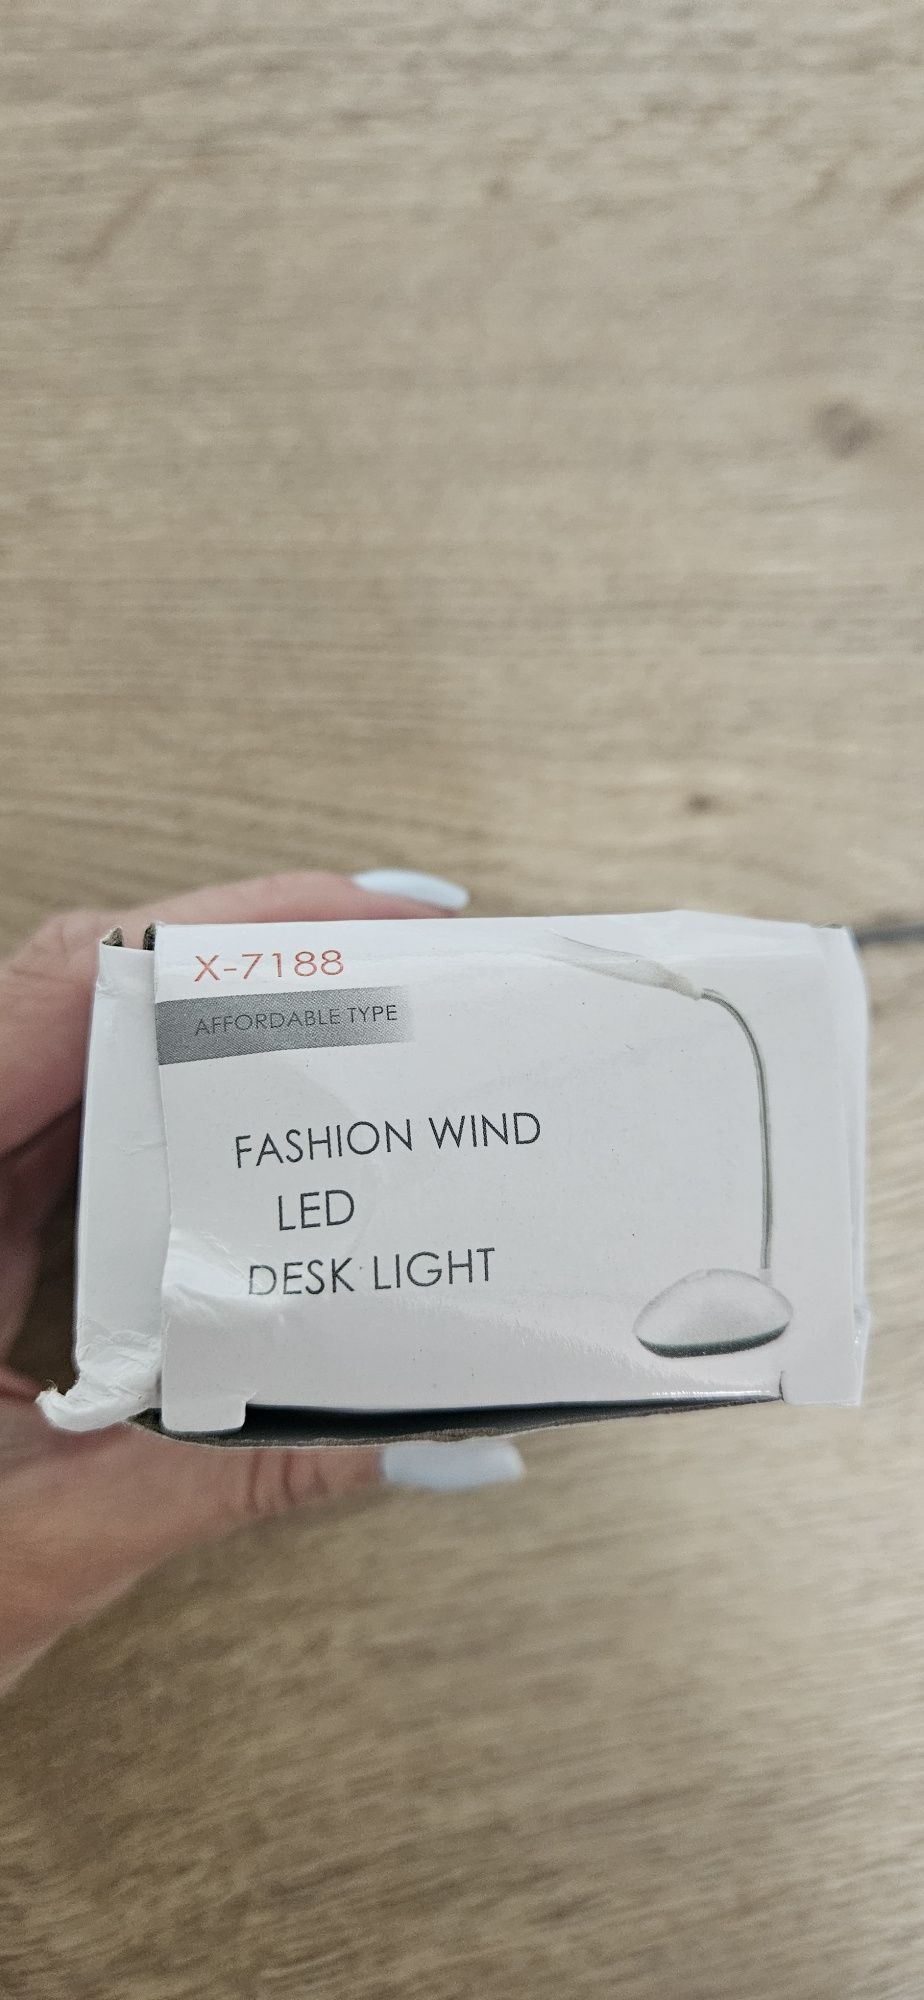 X-7188
AFFORDABLE TYPE
FASHION WIND
LED
DESK LIGHT